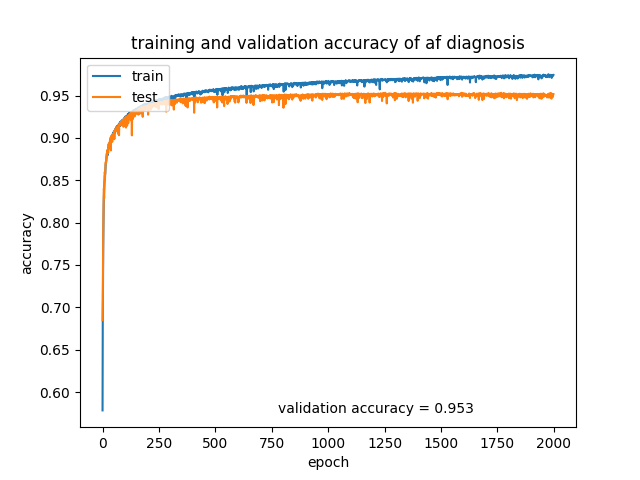 training and validation accuracy of af diagnosis
train
test
0.95
0.90
0.85
0.80
0.75
0.70
0.65
0.60
accuracy
validation accuracy = 0.953
0 250 500 750 1000 1250 1500 1750 2000
epoch